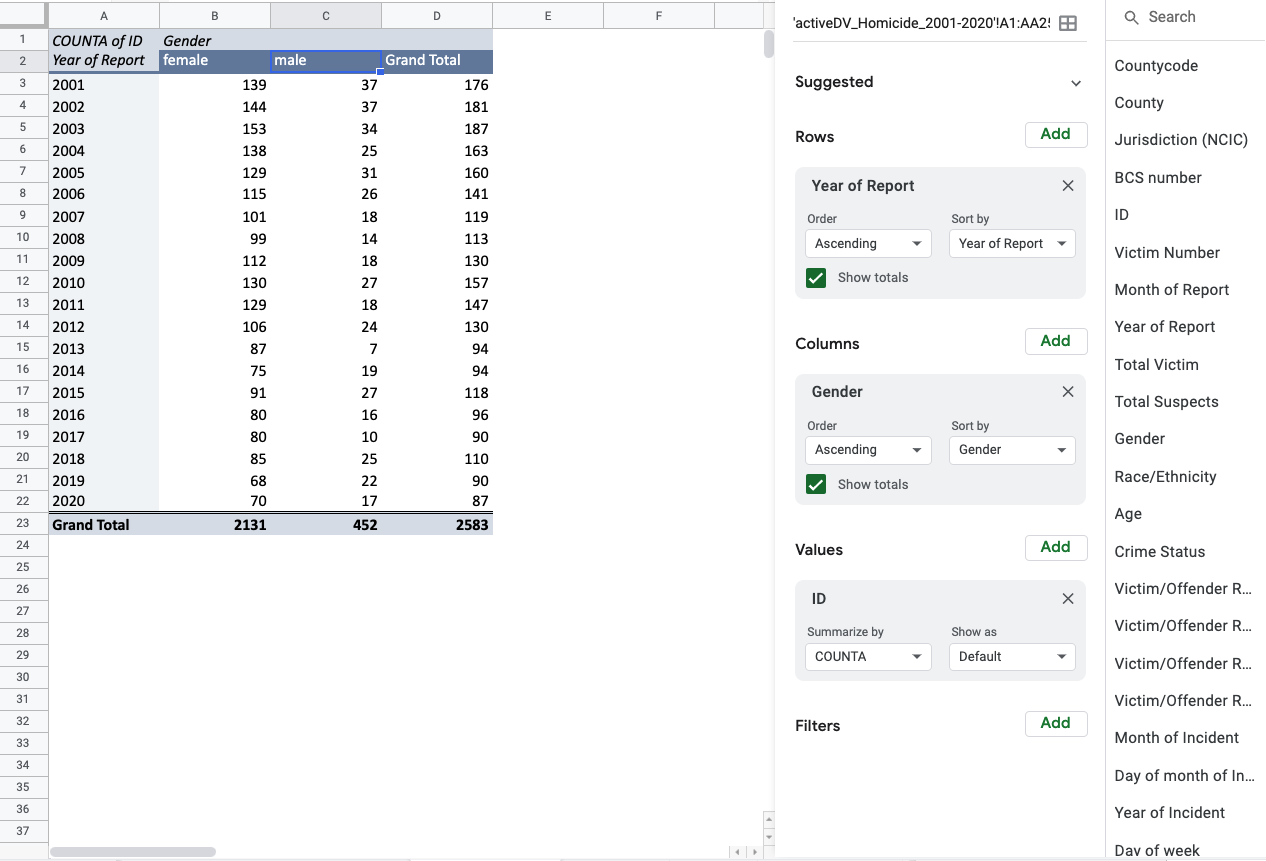 A B C D E F
1 COUNTA of ID Gender
2 Year of Report female male Grand Total
3 2001 139 37 176
4 2002 144 37 181
5 2003 153 34 187
6 2004 138 25 163
7 2005 129 31 160
8 2006 115 26 141
9 2007 101 18 119
10 2008 99 14 113
11 2009 112 18 130
12 2010 130 27 157
13 2011 129 18 147
14 2012 106 24 130
15 2013 87 7 94
16 2014 75 19 94
17 2015 91 27 118
18 2016 80 16 96
19 2017 80 10 90
20 2018 85 25 110
21 2019 68 22 90
22 2020 70 17 87
23 Grand Total 2131 452 2583
24
25
26
27
28
29
30
31
32
33
34
35
36
37
'activeDV_Homicide_2001-2020'!A1:AA25
Suggested
Rows Add
Year of Report
Order Sort by
Ascending Year of Report
Show totals
Columns Add
Gender
Order Sort by
Ascending Gender
Show totals
Values Add
ID
Summarize by Show as
COUNTA Default
Filters Add
Search
Countycode
County
Jurisdiction (NCIC)
BCS number
ID
Victim Number
Month of Report
Year of Report
Total Victim
Total Suspects
Gender
Race/Ethnicity
Age
Crime Status
Victim/Offender R...
Victim/Offender R...
Victim/Offender R...
Victim/Offender R...
Month of Incident
Day of month of In...
Year of Incident
Day of week